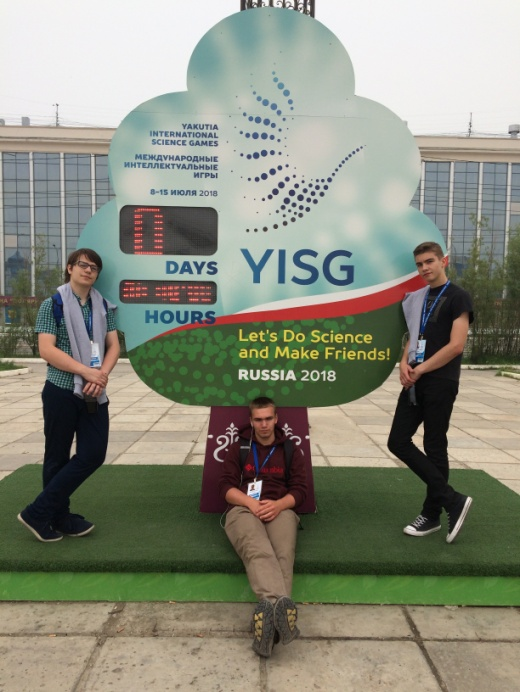 YAKUTIA
INTERNATIONAL
SCIENCE GAMES
МЕЖДУНАРОДНЫЕ
ИНТЕЛЛЕКТУАЛЬНЫЕ
ИГРЫ
8-15 ИЮЛЯ 2018
0
DAYS
HOURS
YISG
Let's Do Science
and Make Friends!
RUSSIA 2018